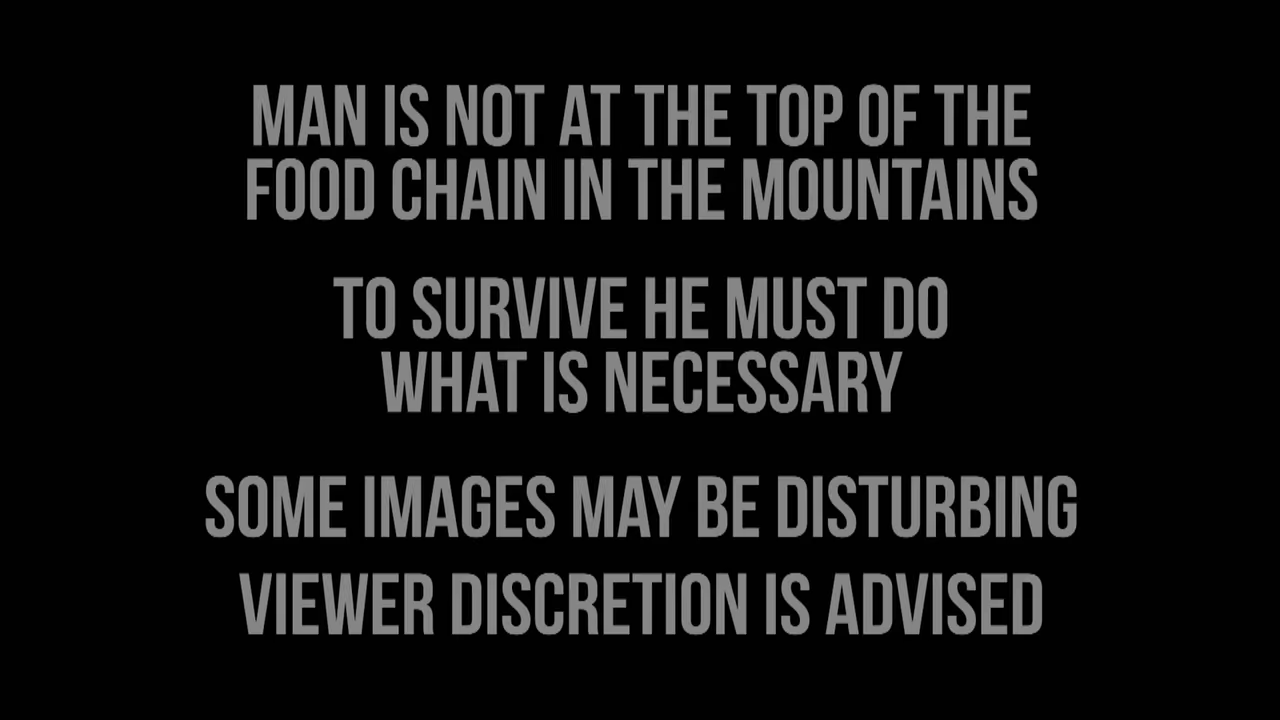 MAN IS NOT AT THE TOP OF THE
FOOD CHAIN IN THE MOUNTAINS
TO SURVIVE HE MUST DO
WHAT IS NECESSARY
SOME IMAGES MAY BE DISTURBING
VIEWER DISCRETION IS ADVISED